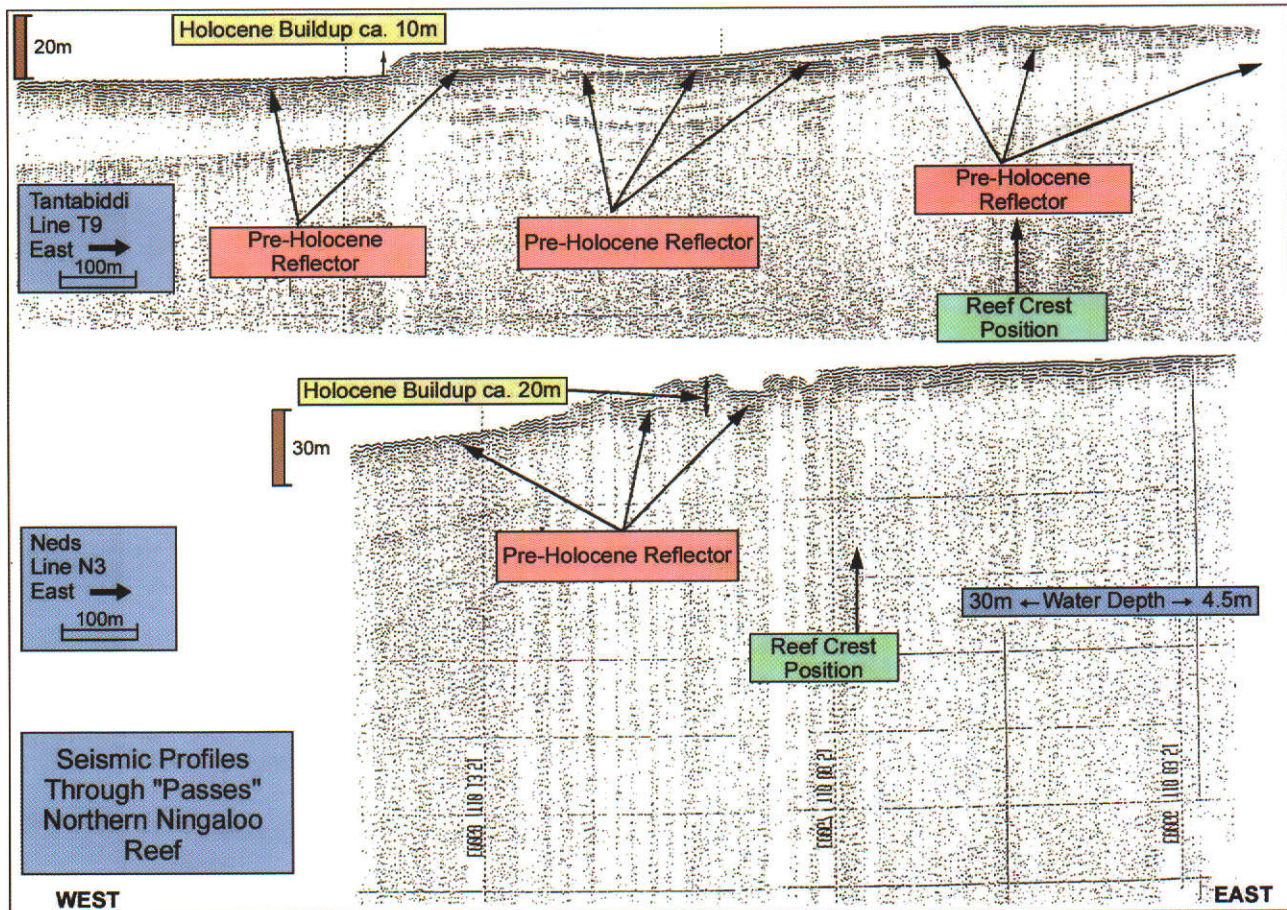 20m
Holocene Buildup ca. 10m
Tantabiddi
Line T9
East
100m
Pre-Holocene
Reflector
Pre-Holocene Reflector
Pre-Holocene
Reflector
Reef Crest
Position
Holocene Buildup ca. 20m
30m
Pre-Holocene Reflector
Neds
Line N3
East
100m
30m ← Water Depth → 4.5m
Reef Crest
Position
Seismic Profiles
Through "Passes"
Northern Ningaloo
Reef
WEST
EAST